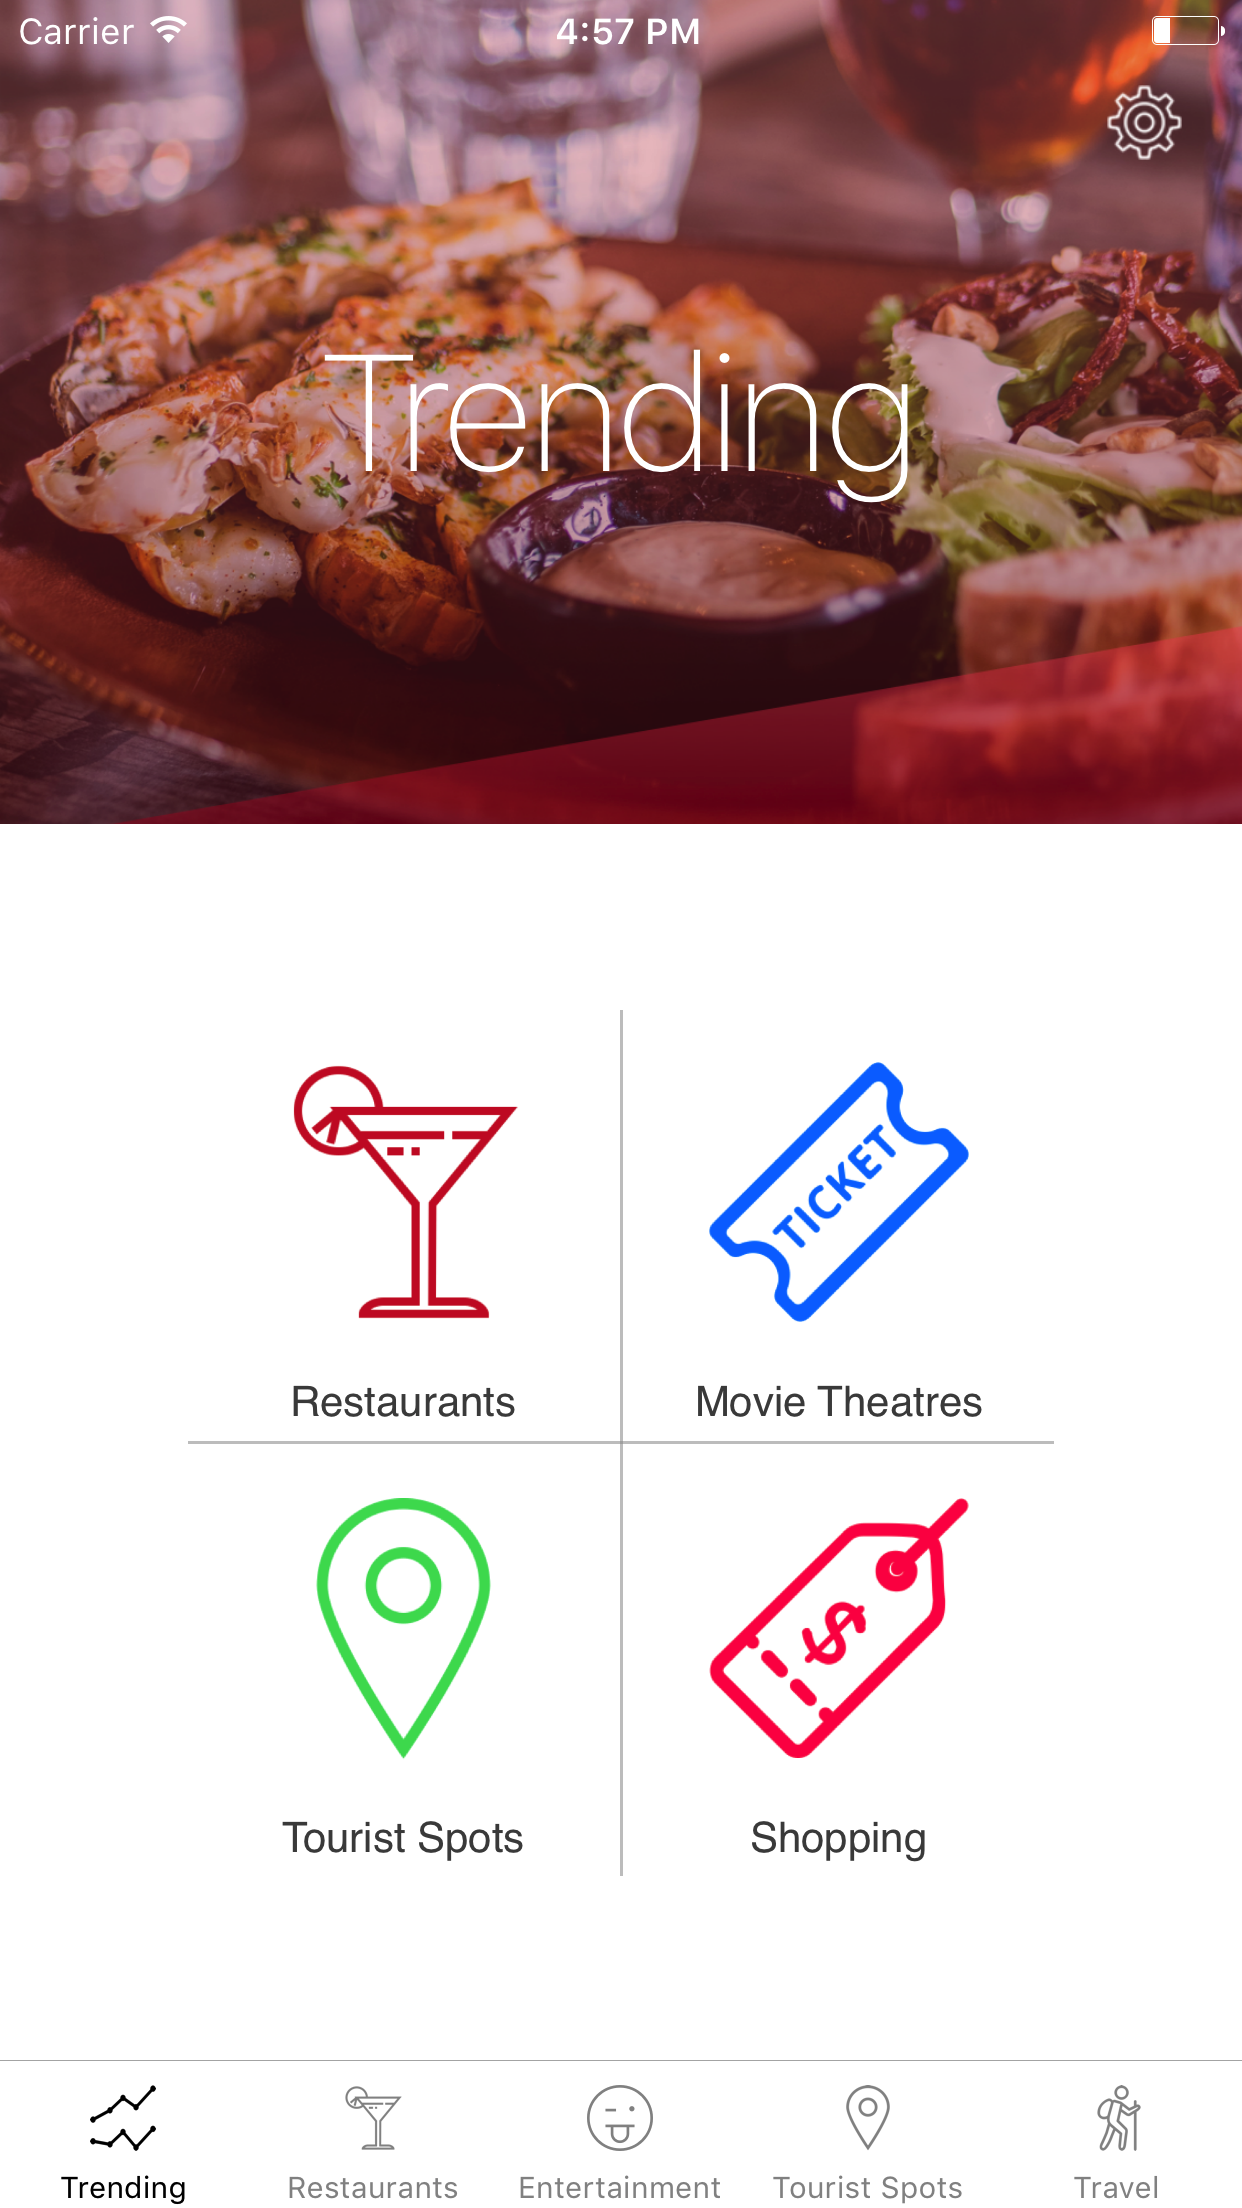 Carrier 4:57 PM
Trending
TICKET
Restaurants Movie Theatres
$
Tourist Spots Shopping
Trending Restaurants Entertainment Tourist Spots Travel